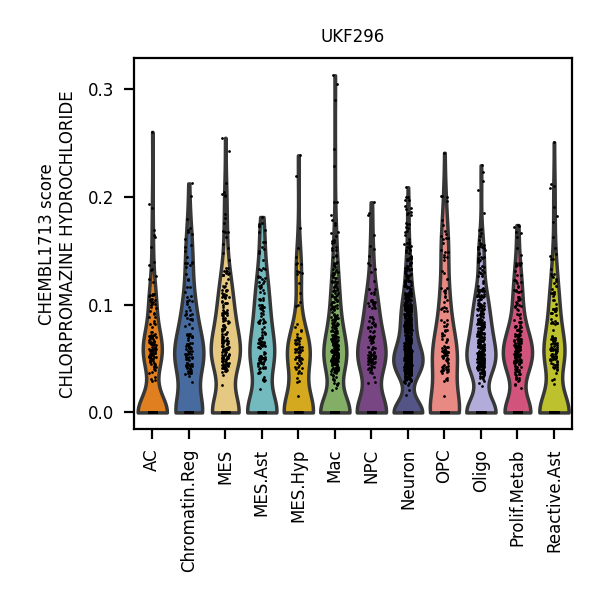 UKF296
CHEMBL1713 score
CHLORPROMAZINE HYDROCHLORIDE
0.3
0.2
0.1
0.0
AC
Chromatin.Reg
MES
MES.Ast
MES.Hyp
Mac
NPC
Neuron
OPC
Oligo
Prolif.Metab
Reactive.Ast